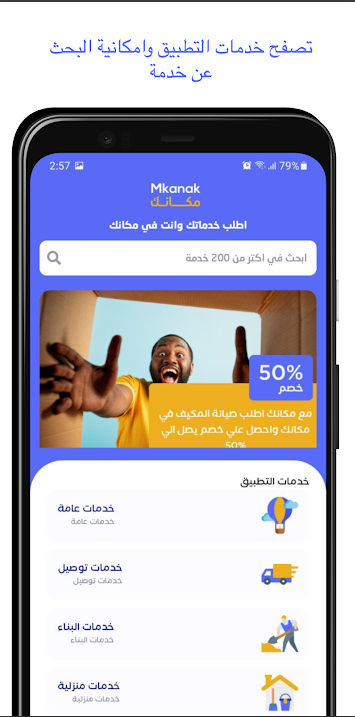 تصفح خدمات التطبيق وامكانية البحث
عن خدمة
2:57
79%
Mkanak
مكانك
اطلب خدماتك وانت في مكانك
ابحث في اكثر من 200 خدمة
50%
خصم
مع مكانك اطلب صيانة المكيف في
مكانك واحصل علي خصم يصل الي
50%
خدمات التطبيق
خدمات عامة
خدمات عامة
خدمات توصيل
خدمات توصيل
خدمات البناء
خدمات البناء
خدمات منزلية
خدمات منزلية